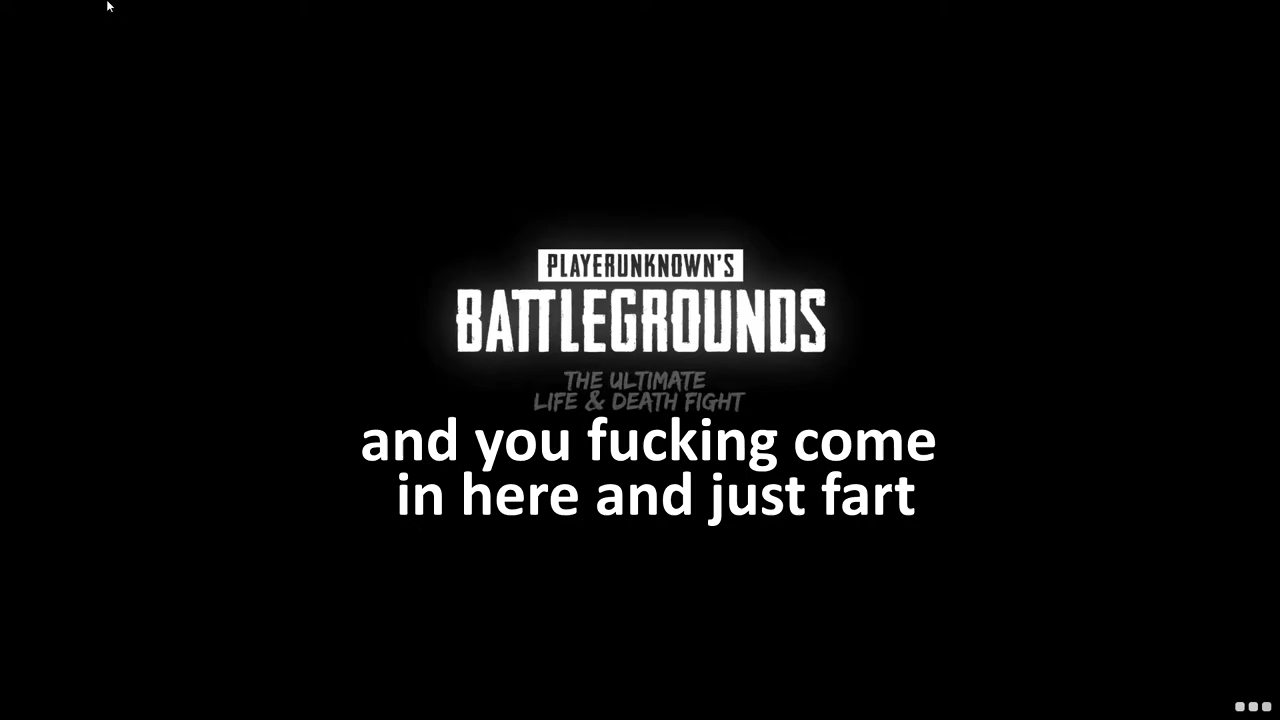 PLAYERUNKNOWN'S
BATTLEGROUNDS
THE ULTIMATE
LIFE & DEATH FIGHT
and you fucking come
in here and just fart